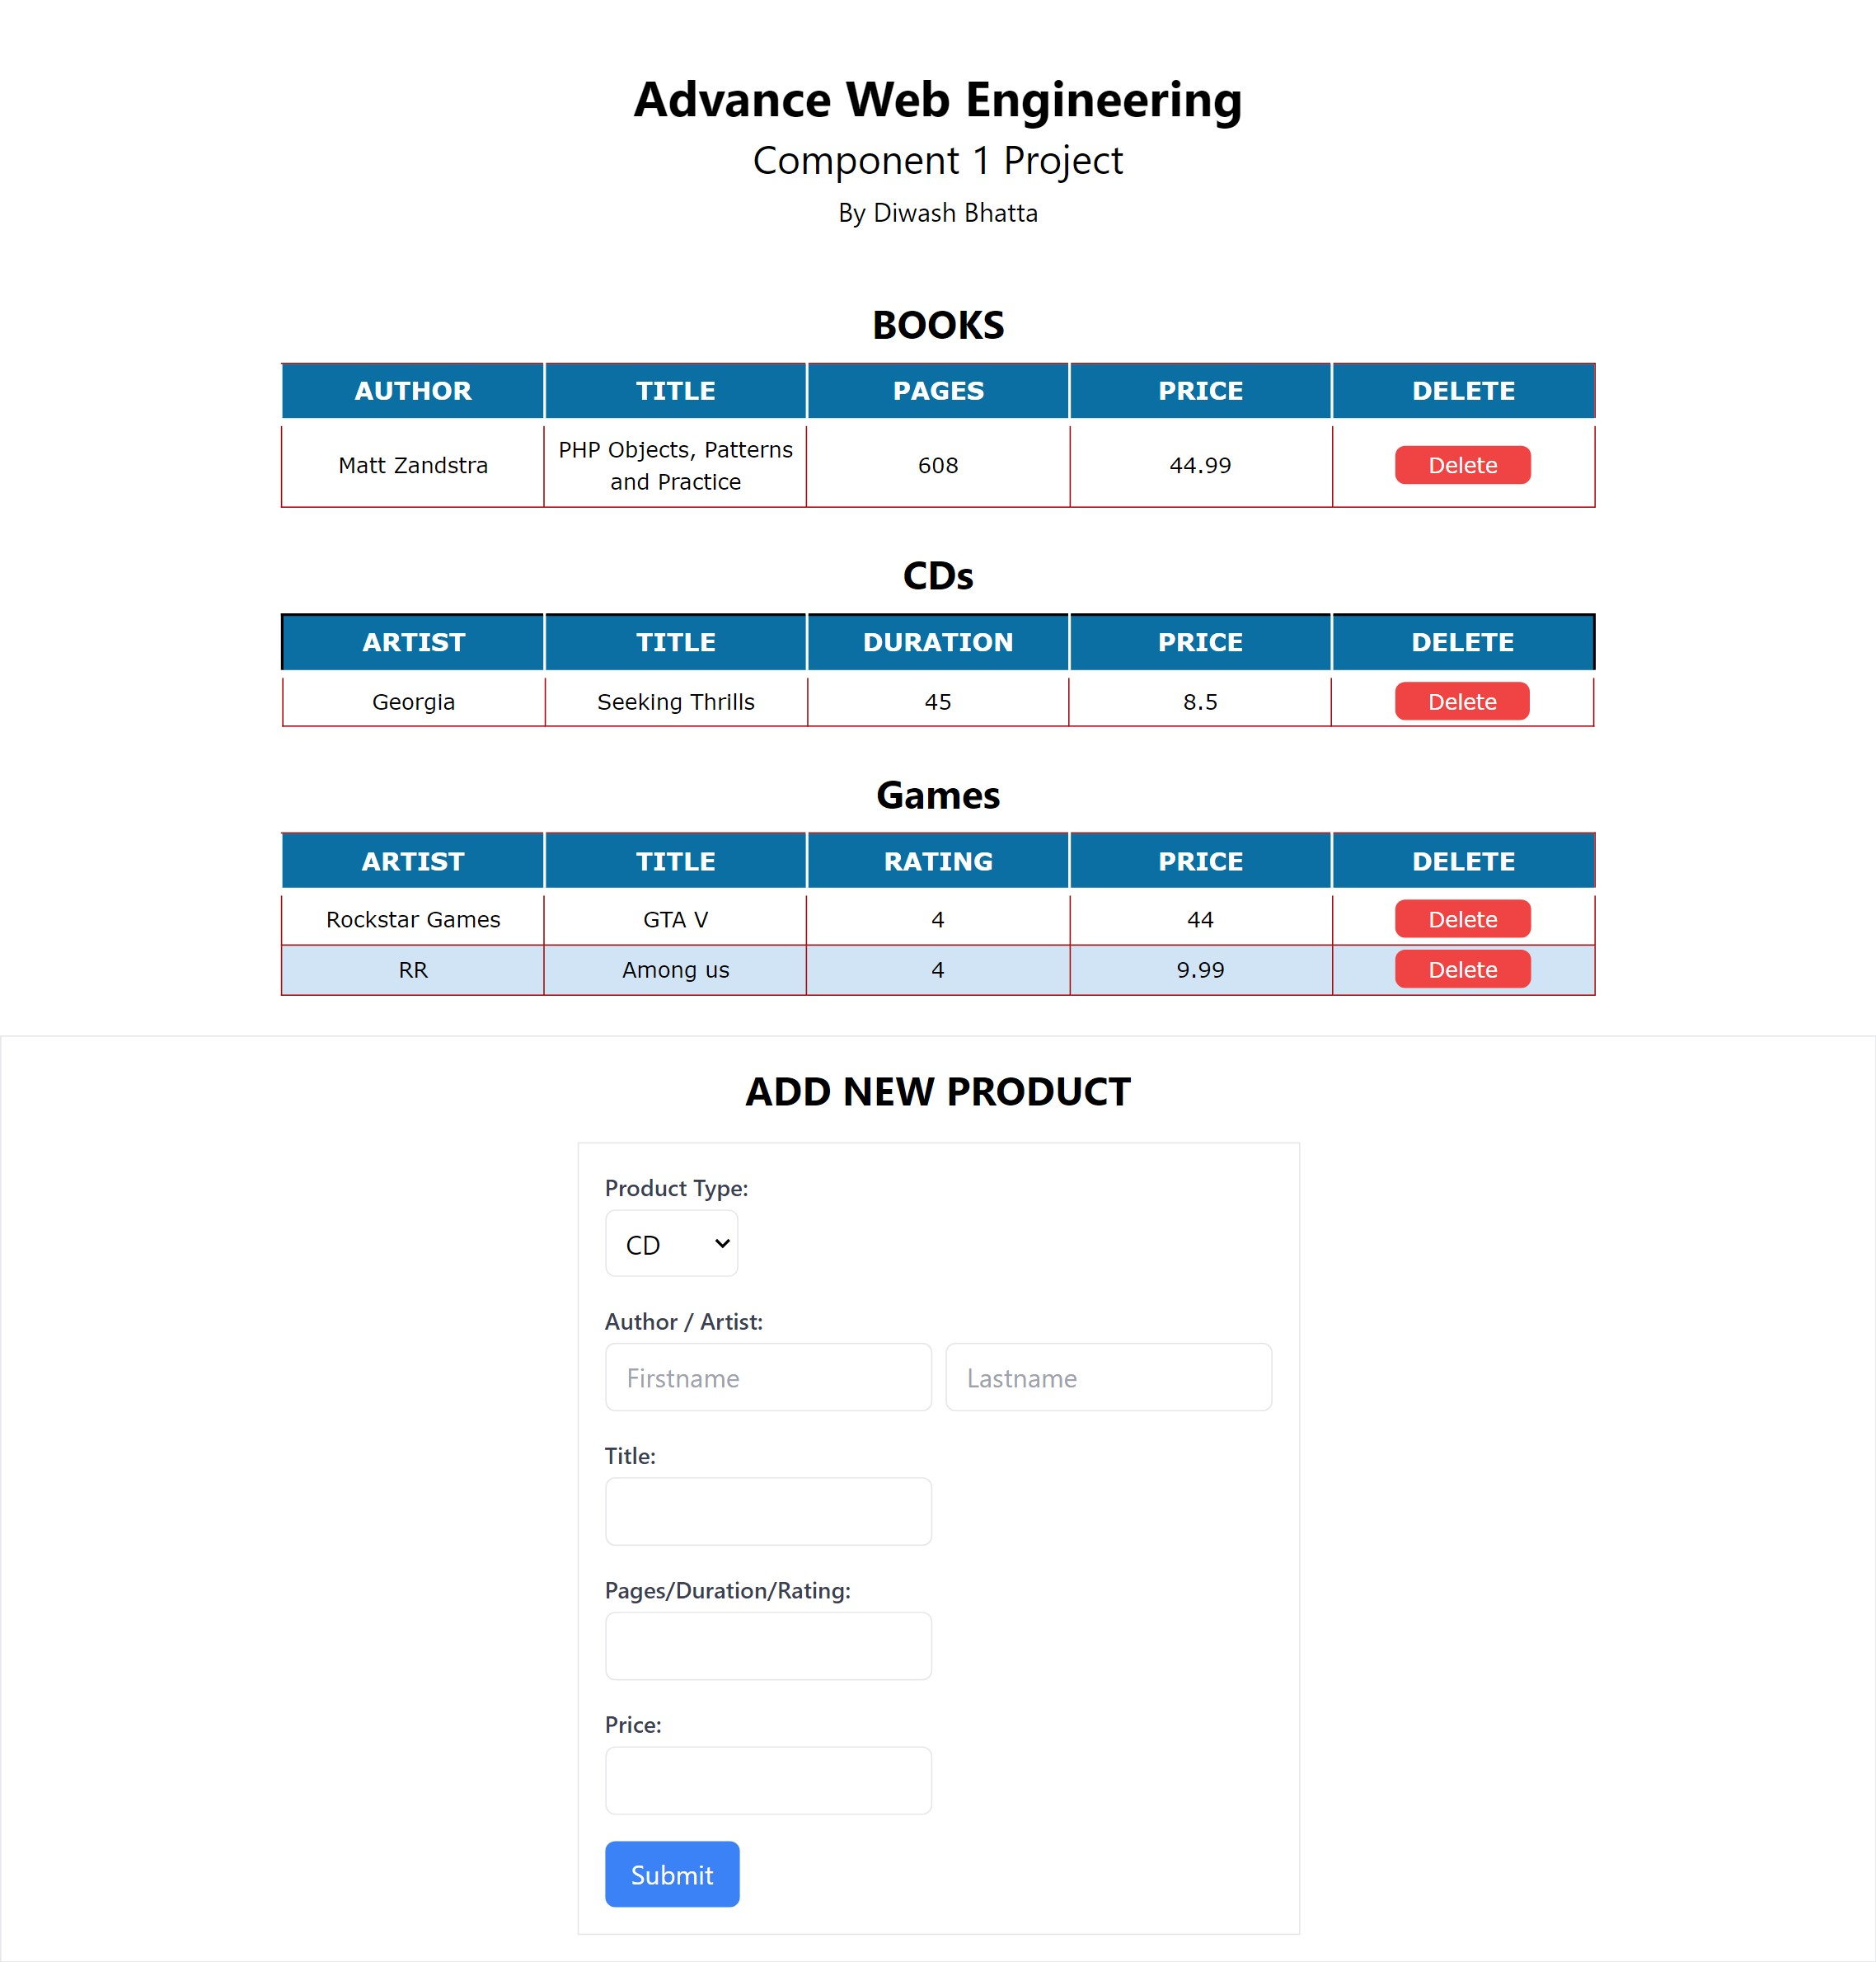 Advance Web Engineering
Component 1 Project
By Diwash Bhatta
BOOKS
AUTHOR TITLE PAGES PRICE DELETE
Matt Zandstra PHP Objects, Patterns and Practice 608 44.99 Delete
CDs
ARTIST TITLE DURATION PRICE DELETE
Georgia Seeking Thrills 45 8.5 Delete
Games
ARTIST TITLE RATING PRICE DELETE
Rockstar Games GTA V 4 44 Delete
RR Among us 4 9.99 Delete
ADD NEW PRODUCT
Product Type:
CD
Author / Artist:
Firstname Lastname
Title:
Pages/Duration/Rating:
Price:
Submit